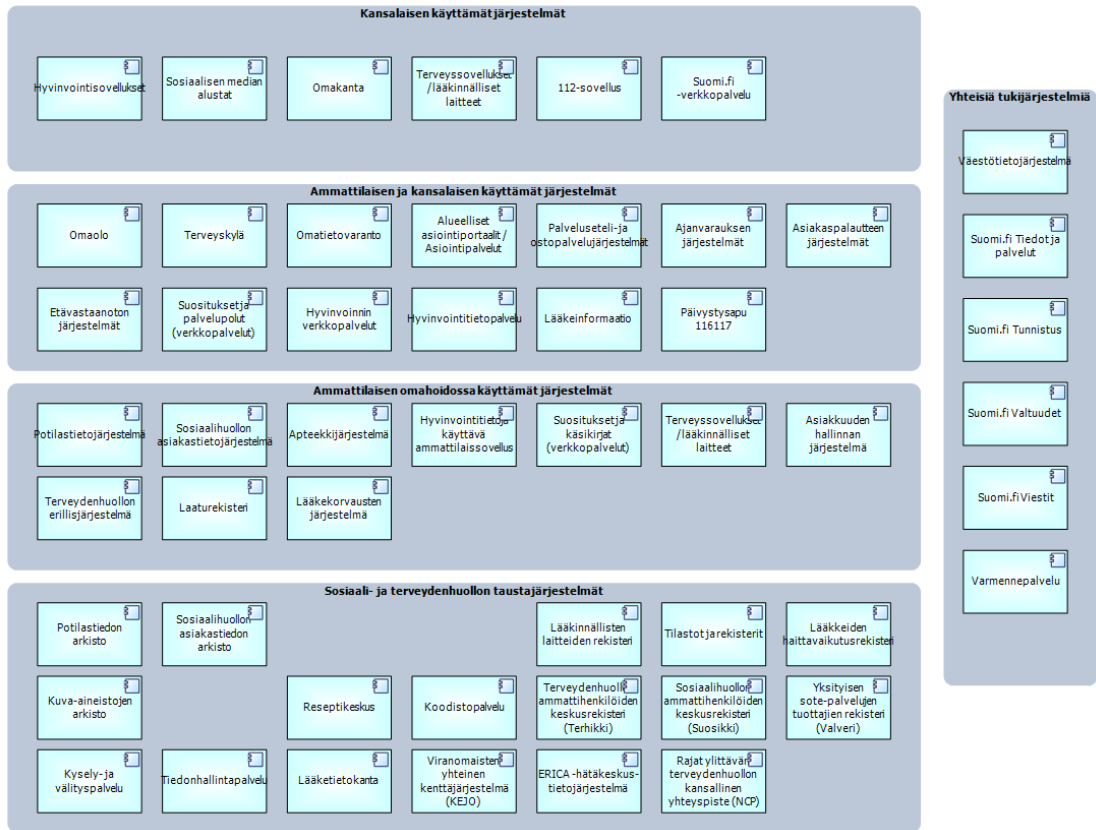 Kansalaisen käyttämät järjestelmät
Hyvinvointisovellukset
Sosiaalisen median
alustat
Omakanta
Terveyssovellukset
/lääkinnälliset
laitteet
112-sovellus
Suomi.fi
-verkkopalvelu
Ammattilaisen ja kansalaisen käyttämät järjestelmät
Omaolo
Terveyskylä
Omatietovaranto
Alueelliset
asiointiportaalit /
Asiointipalvelut
Palveluseteli-ja
ostopalvelujärjestelmät
Ajanvarauksen
järjestelmät
Asiakaspalautteen
järjestelmät
Etävastaanoton
järjestelmät
Suositukset ja
palvelupolut
(verkkopalvelut)
Hyvinvoinnin
verkkopalvelut
Hyvinvointitietopalvelu
Lääkeinformaatio
Päivystysapu
116117
Ammattilaisen omahoidossa käyttämät järjestelmät
Potilastietojärjestelmä
Sosiaalihuollon
asiakastietojärjestelmä
Apteekkijärjestelmä
Hyvinvointitietoja
käyttävä
ammattilaissovellus
Suositukset ja
käsikirjat
(verkkopalvelut)
Terveyssovellukset
/lääkinnälliset
laitteet
Asiakkuuden
hallinnan
järjestelmä
Terveydenhuollon
erillisjärjestelmä
Laaturekisteri
Lääkekorvausten
järjestelmä
Sosiaali- ja terveydenhuollon taustajärjestelmät
Potilastiedon
arkisto
Sosiaalihuollon
asiakastiedon
arkisto
Lääkinnällisten
laitteiden rekisteri
Tilastot ja rekisterit
Lääkkeiden
haittavaikutusrekisteri
Kuva-aineistojen
arkisto
Reseptikeskus
Koodistopalvelu
Terveydenhuollon
ammattihenkilöiden
keskusrekisteri
(Terhikki)
Sosiaalihuollon
ammattihenkilöiden
keskusrekisteri
(Suosikki)
Yksityisen
sote-palvelujen
tuottajien rekisteri
(Valveri)
Kysely- ja
välityspalvelu
Tiedonhallintapalvelu
Lääketietokanta
Viranomaisten
yhteinen
kenttäjärjestelmä
(KEJO)
ERICA -hätäkeskus-
tietojärjestelmä
Rajat ylittävän
terveydenhuollon
kansallinen
yhteyspiste (NCP)
Yhteisiä tukijärjestelmiä
Väestötietojärjestelmä
Suomi.fi Tiedot ja
palvelut
Suomi.fi Tunnistus
Suomi.fi Valtuudet
Suomi.fi Viestit
Varmennepalvelu